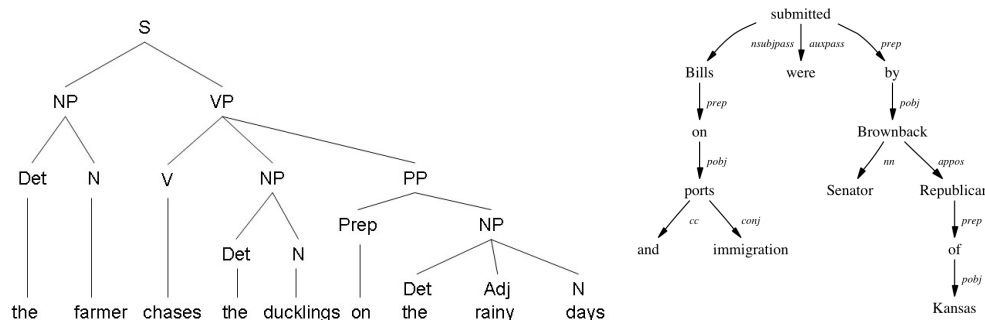 S
NP VP
Det N V NP PP
Prep NP
Det N
Det Adj N
the farmer chases the ducklings on the rainy days
submitted
nsubjpass auxpass prep
Bills were by
prep pobj
on Brownback
pobj nn appos
ports Senator Republican
cc conj prep
and immigration of
pobj
Kansas